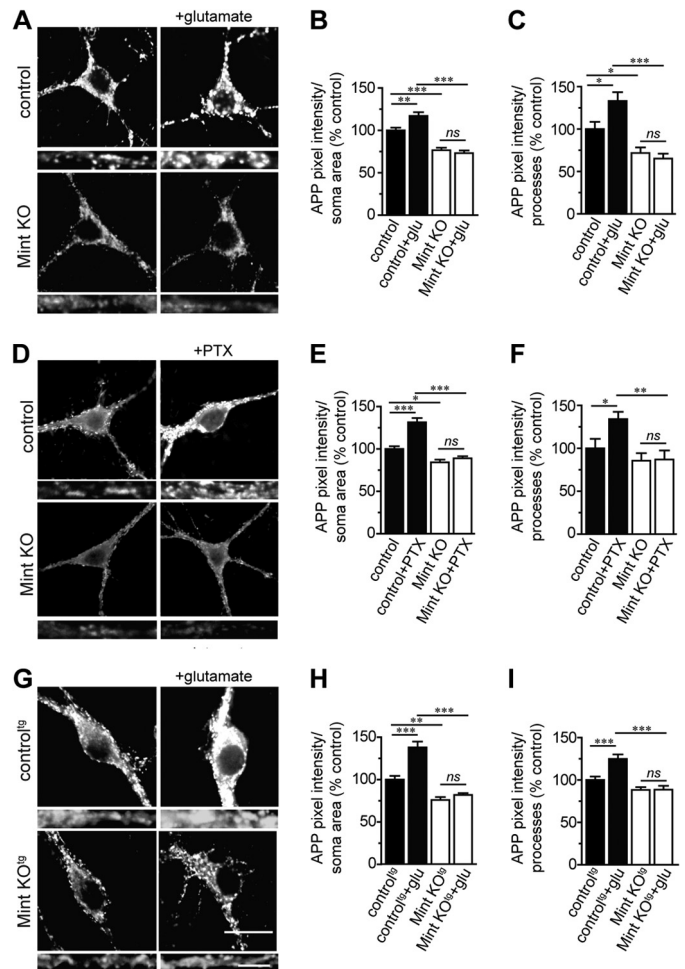 A
+glutamate
control
Mint KO
B
APP pixel intensity/
soma area (% control)
150
100
50
0
***
***
**
ns
control
control+glu
Mint KO
Mint KO+glu
C
APP pixel intensity/
processes (% control)
150
100
50
0
***
*
*
ns
control
control+glu
Mint KO
Mint KO+glu
D
+PTX
control
Mint KO
E
APP pixel intensity/
soma area (% control)
150
100
50
0
***
*
***
ns
control
control+PTX
Mint KO
Mint KO+PTX
F
APP pixel intensity/
processes (% control)
150
100
50
0
**
*
ns
control
control+PTX
Mint KO
Mint KO+PTX
G
+glutamate
controltg
Mint KOtg
H
APP pixel intensity/
soma area (% control)
150
100
50
0
***
**
***
ns
controltg
controltg+glu
Mint KOtg
Mint KOtg+glu
I
APP pixel intensity/
processes (% control)
150
100
50
0
***
***
ns
controltg
controltg+glu
Mint KOtg
Mint KOtg+glu